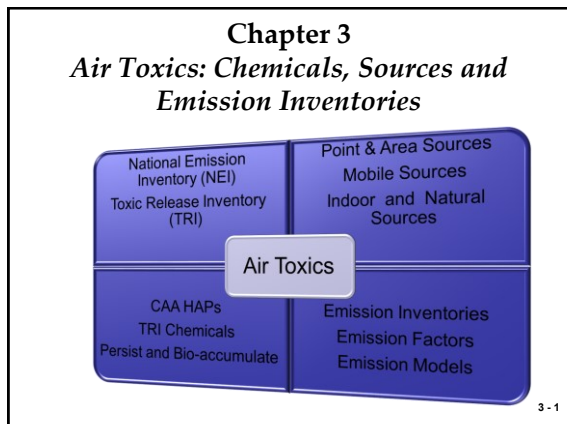 Chapter 3
Air Toxics: Chemicals, Sources and
Emission Inventories
National Emission
Inventory (NEI)
Toxic Release Inventory
(TRI)
Point & Area Sources
Mobile Sources
Indoor and Natural
Sources
Air Toxics
CAA HAPs
TRI Chemicals
Persist and Bio-accumulate
Emission Inventories
Emission Factors
Emission Models
3 - 1